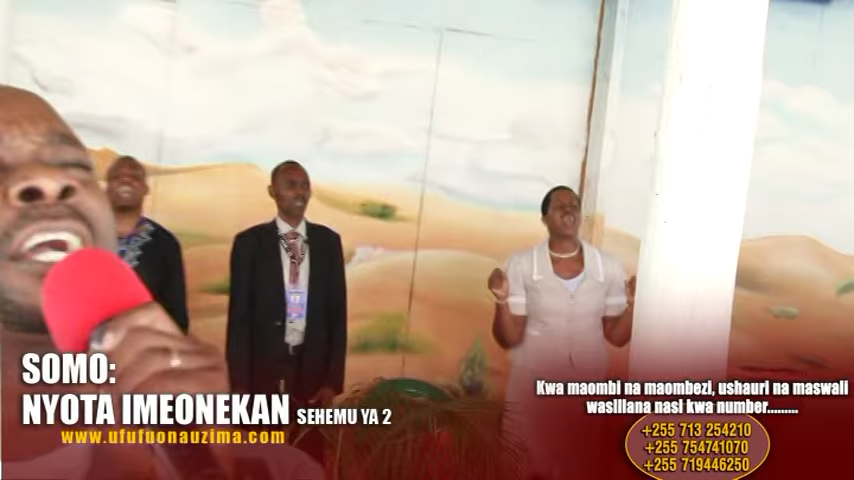 SOMO:
NYOTA IMEONEKAN SEHEMU YA 2
www.ufufuonauzima.com
Kwa maombi na maombezi, ushauri na maswali
wasiliana nasi kwa number.........
+255 713 254210
+255 754741070
+255 719446250